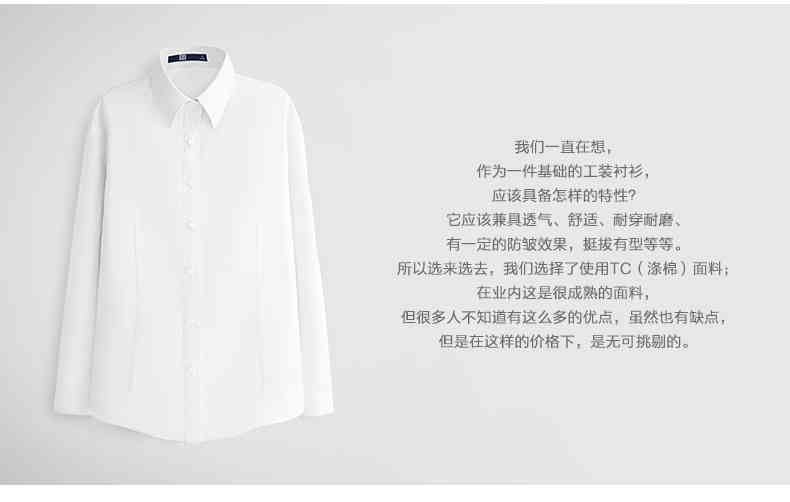 我们一直在想，
作为一件基础的工装衬衫，
应该具备怎样的特性？
它应该兼具透气、舒适、耐穿耐磨、
有一定的防皱效果，挺拔有型等等。
所以选来选去，我们选择了使用TC（涤棉）面料；
在业内这是很成熟的面料，
但很多人不知道有这么多的优点，虽然也有缺点，
但是在这样的价格下，是无可挑剔的。